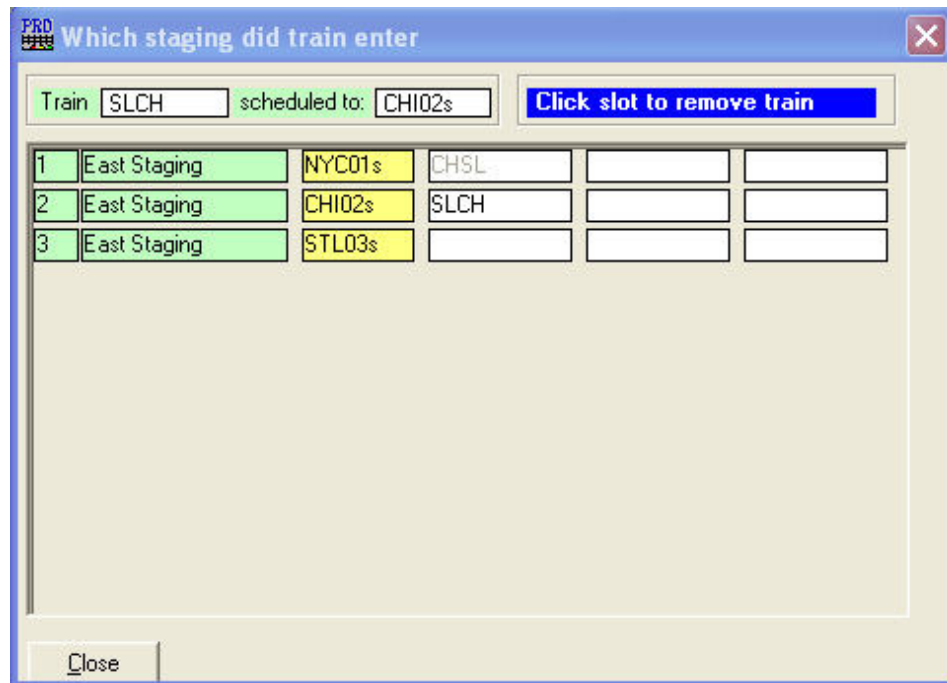 PRD Which staging did train enter
Train SLCH scheduled to: CHI02s Click slot to remove train
1 East Staging NYC01s CHSL
2 East Staging CHI02s SLCH
3 East Staging STL03s
Close